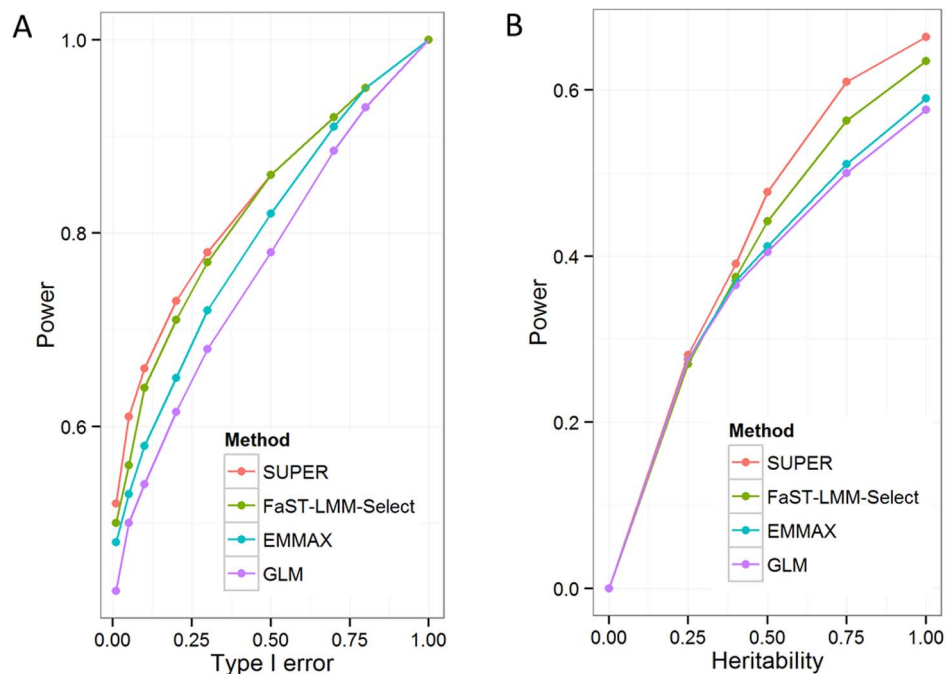 A
1.0
0.8
0.6
Power
Method
SUPER
FaST-LMM-Select
EMMAX
GLM
0.00 0.25 0.50 0.75 1.00
Type I error
B
0.6
0.4
0.2
0.0
Power
Method
SUPER
FaST-LMM-Select
EMMAX
GLM
0.00 0.25 0.50 0.75 1.00
Heritability